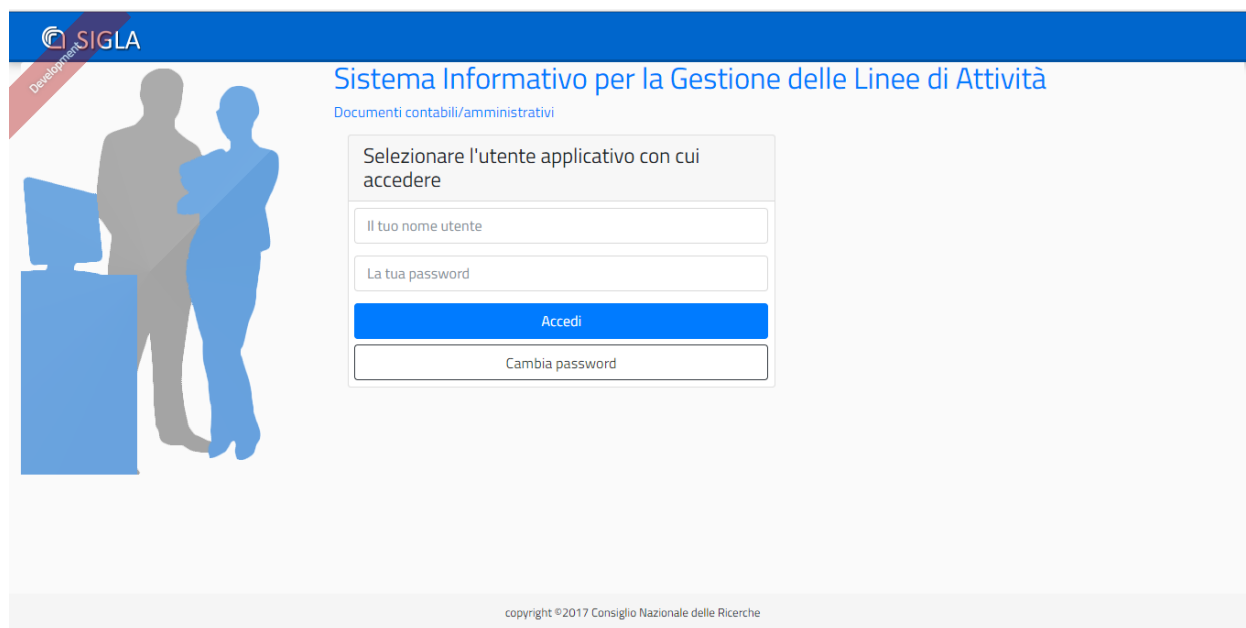 SIGLA
Development
Sistema Informativo per la Gestione delle Linee di Attività
Documenti contabili/amministrativi
Selezionare l'utente applicativo con cui
accedere
Il tuo nome utente
La tua password
Accedi
Cambia password
copyright ©2017 Consiglio Nazionale delle Ricerche